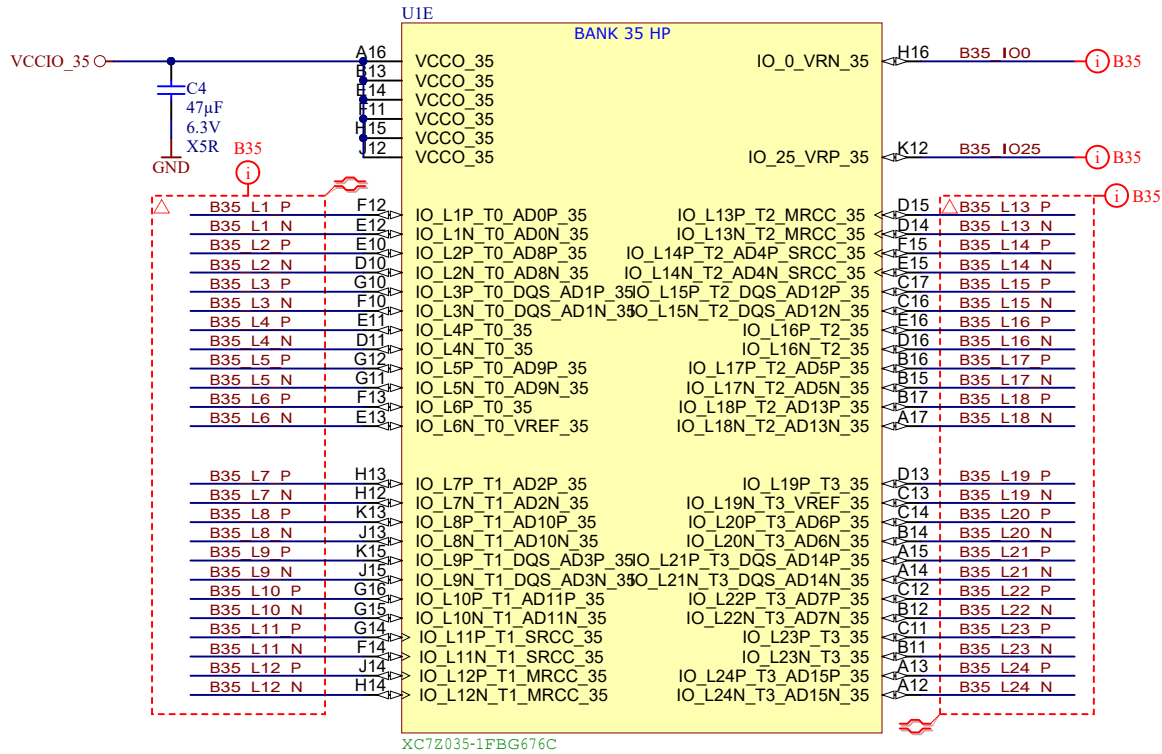 U1E
BANK 35 HP
VCCIO_35
C4
47µF
6.3V
X5R
GND
A16 VCCO_35
B13 VCCO_35
E14 VCCO_35
F11 VCCO_35
H15 VCCO_35
J12 VCCO_35
IO_0_VRN_35 H16 B35_IO0 i B35
IO_25_VRP_35 K12 B35_IO25 i B35
B35
i
i B35
B35_L1_P F12 IO_L1P_T0_AD0P_35
B35_L1_N E12 IO_L1N_T0_AD0N_35
B35_L2_P E10 IO_L2P_T0_AD8P_35
B35_L2_N D10 IO_L2N_T0_AD8N_35
B35_L3_P G10 IO_L3P_T0_DQS_AD1P_35
B35_L3_N F10 IO_L3N_T0_DQS_AD1N_35
B35_L4_P E11 IO_L4P_T0_35
B35_L4_N D11 IO_L4N_T0_35
B35_L5_P G12 IO_L5P_T0_AD9P_35
B35_L5_N G11 IO_L5N_T0_AD9N_35
B35_L6_P F13 IO_L6P_T0_35
B35_L6_N E13 IO_L6N_T0_VREF_35
B35_L7_P H13 IO_L7P_T1_AD2P_35
B35_L7_N H12 IO_L7N_T1_AD2N_35
B35_L8_P K13 IO_L8P_T1_AD10P_35
B35_L8_N J13 IO_L8N_T1_AD10N_35
B35_L9_P K15 IO_L9P_T1_DQS_AD3P_35
B35_L9_N J15 IO_L9N_T1_DQS_AD3N_35
B35_L10_P G16 IO_L10P_T1_AD11P_35
B35_L10_N G15 IO_L10N_T1_AD11N_35
B35_L11_P G14 IO_L11P_T1_SRCC_35
B35_L11_N F14 IO_L11N_T1_SRCC_35
B35_L12_P J14 IO_L12P_T1_MRCC_35
B35_L12_N H14 IO_L12N_T1_MRCC_35
IO_L13P_T2_MRCC_35 D15 B35_L13_P
IO_L13N_T2_MRCC_35 D14 B35_L13_N
IO_L14P_T2_AD4P_SRCC_35 F15 B35_L14_P
IO_L14N_T2_AD4N_SRCC_35 E15 B35_L14_N
IO_L15P_T2_DQS_AD12P_35 C17 B35_L15_P
IO_L15N_T2_DQS_AD12N_35 C16 B35_L15_N
IO_L16P_T2_35 E16 B35_L16_P
IO_L16N_T2_35 D16 B35_L16_N
IO_L17P_T2_AD5P_35 B16 B35_L17_P
IO_L17N_T2_AD5N_35 B15 B35_L17_N
IO_L18P_T2_AD13P_35 B17 B35_L18_P
IO_L18N_T2_AD13N_35 A17 B35_L18_N
IO_L19P_T3_35 D13 B35_L19_P
IO_L19N_T3_VREF_35 C13 B35_L19_N
IO_L20P_T3_AD6P_35 C14 B35_L20_P
IO_L20N_T3_AD6N_35 B14 B35_L20_N
IO_L21P_T3_DQS_AD14P_35 A15 B35_L21_P
IO_L21N_T3_DQS_AD14N_35 A14 B35_L21_N
IO_L22P_T3_AD7P_35 C12 B35_L22_P
IO_L22N_T3_AD7N_35 B12 B35_L22_N
IO_L23P_T3_35 C11 B35_L23_P
IO_L23N_T3_35 B11 B35_L23_N
IO_L24P_T3_AD15P_35 A13 B35_L24_P
IO_L24N_T3_AD15N_35 A12 B35_L24_N
XC7Z035-1FBG676C